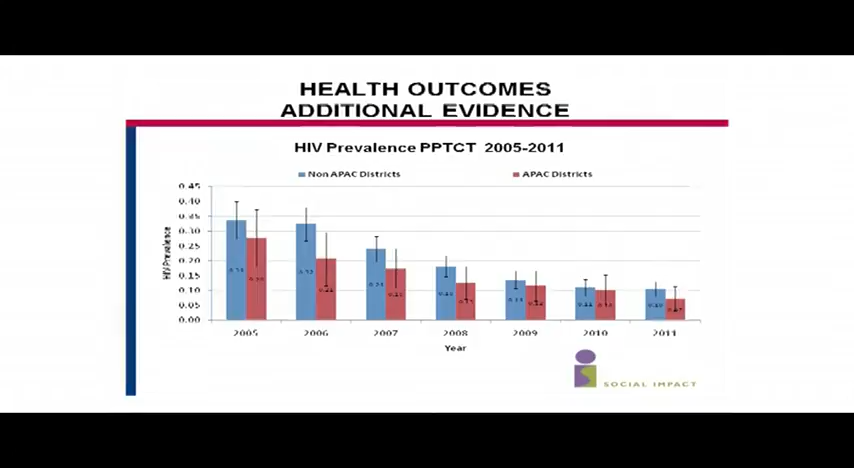 HEALTH OUTCOMES
ADDITIONAL EVIDENCE
HIV Prevalence PPTCT 2005-2011
Non APAC Districts
APAC Districts
HIV Prevalence
0.45
0.40
0.35
0.30
0.25
0.20
0.15
0.10
0.05
0.00
2005 2006 2007 2008 2009 2010 2011
Year
SOCIAL IMPACT